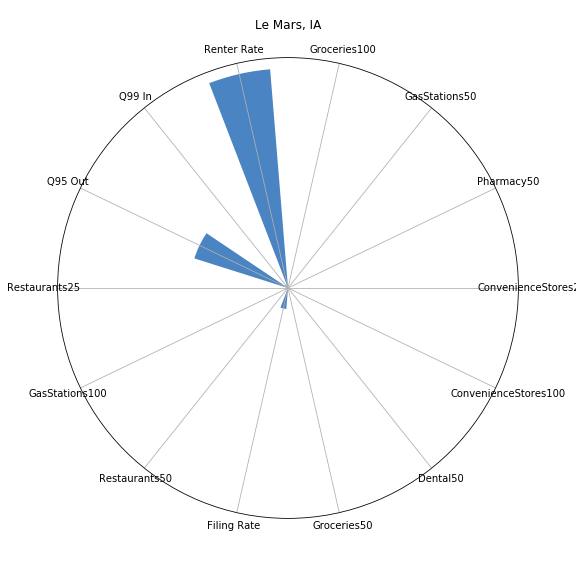 Le Mars, IA
Renter Rate
Groceries100
Q99 In
GasStations50
Q95 Out
Pharmacy50
Restaurants25
ConvenienceStores2
GasStations100
ConvenienceStores100
Restaurants50
Dental50
Filing Rate
Groceries50